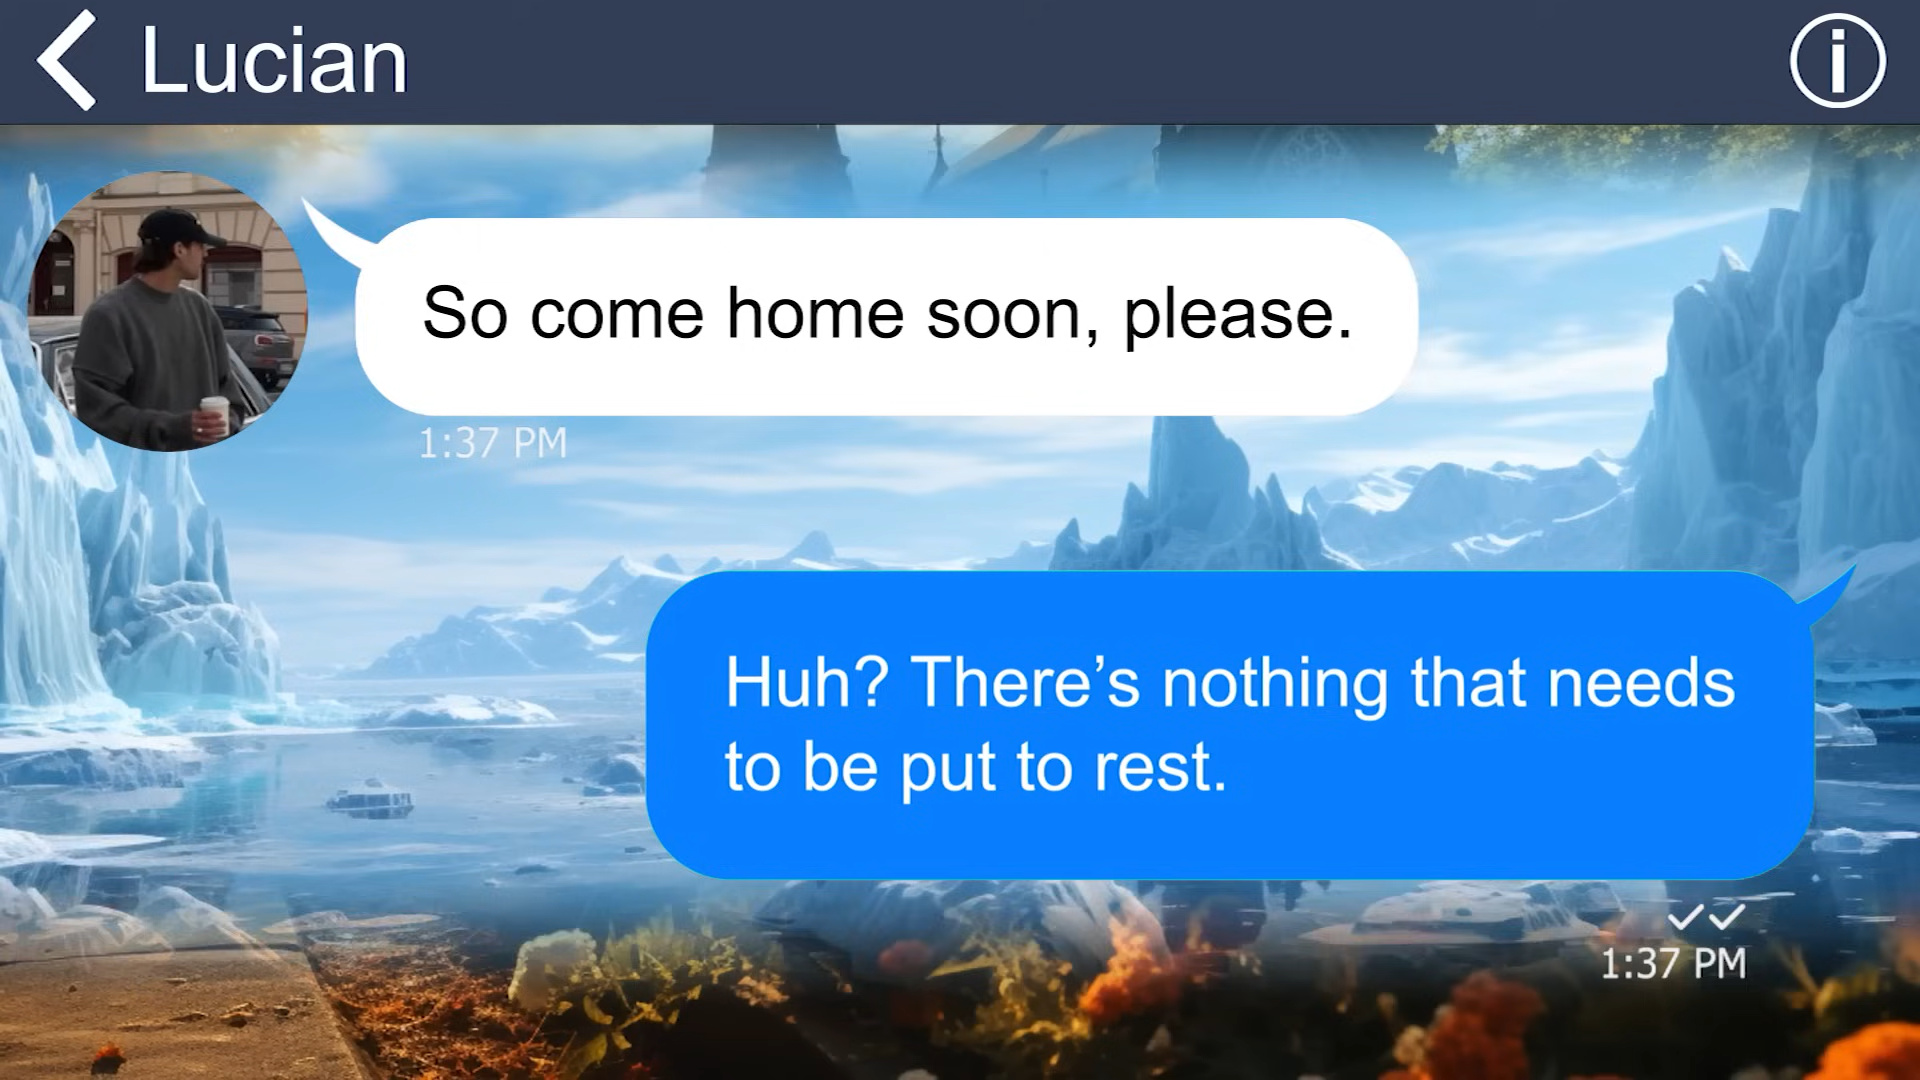 Lucian
So come home soon, please.
1:37 PM
Huh? There’s nothing that needs
to be put to rest.
1:37 PM